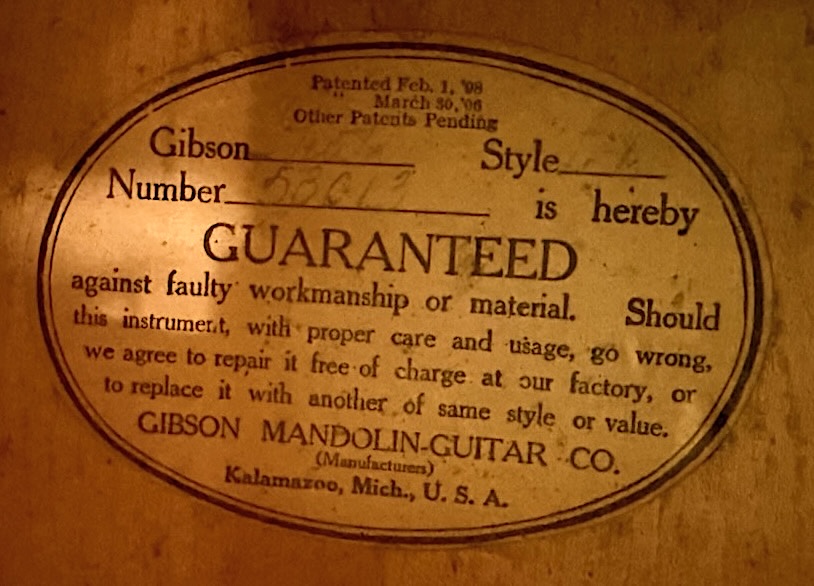 Patented Feb. 1, '98
" March 30,'06
Other Patents Pending
Gibson Style
Number is hereby
GUARANTEED
against faulty workmanship or material. Should
this instrument, with proper care and usage, go wrong,
we agree to repair it free of charge at our factory, or
to replace it with another of same style or value.
GIBSON MANDOLIN-GUITAR CO.
(Manufacturers)
Kalamazoo, Mich., U. S. A.